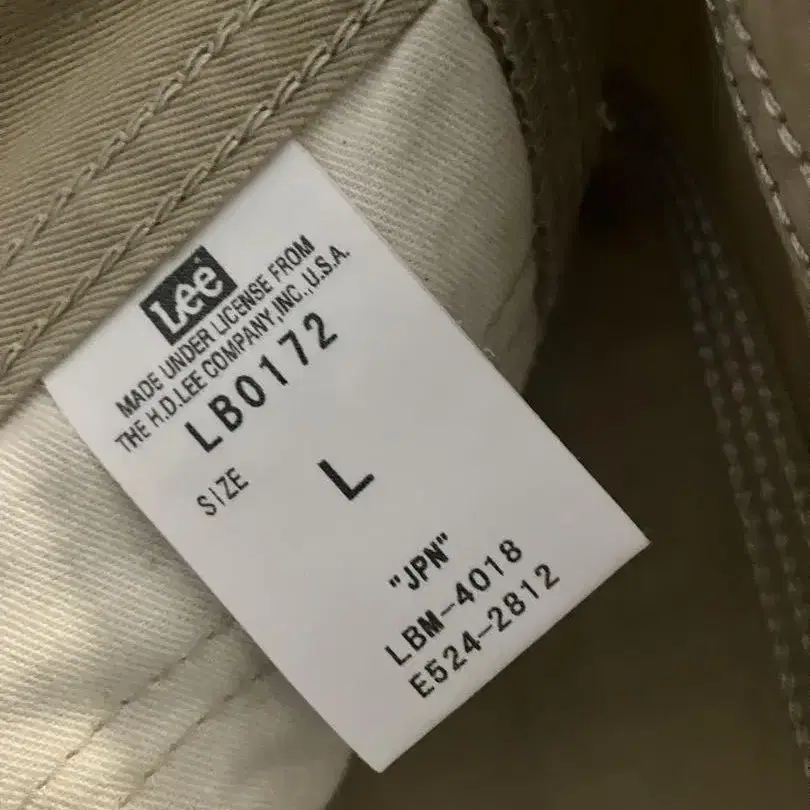 Lee
MADE UNDER LICENSE FROM
THE H.D.LEE COMPANY,INC.,U.S.A.
LB0172
SIZE L
"JPN"
LBM-4018
E524-2812